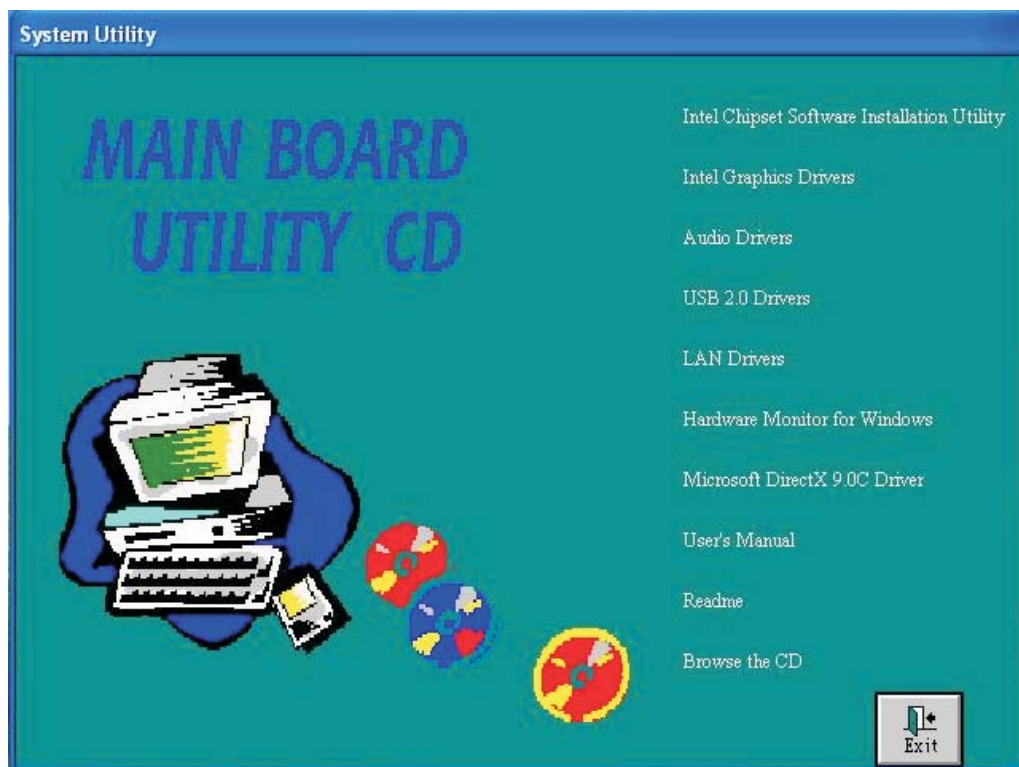 System Utility
MAIN BOARD
UTILITY CD
Intel Chipset Software Installation Utility
Intel Graphics Drivers
Audio Drivers
USB 2.0 Drivers
LAN Drivers
Hardware Monitor for Windows
Microsoft DirectX 9.0C Driver
User's Manual
Readme
Browse the CD
Exit